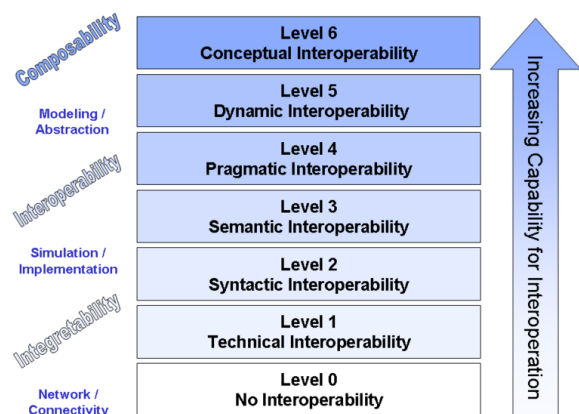 Composability
Level 6
Conceptual Interoperability
Modeling /
Abstraction
Level 5
Dynamic Interoperability
Interoperability
Level 4
Pragmatic Interoperability
Level 3
Semantic Interoperability
Simulation /
Implementation
Level 2
Syntactic Interoperability
Integretability
Level 1
Technical Interoperability
Network /
Connectivity
Level 0
No Interoperability
Increasing Capability for Interoperation